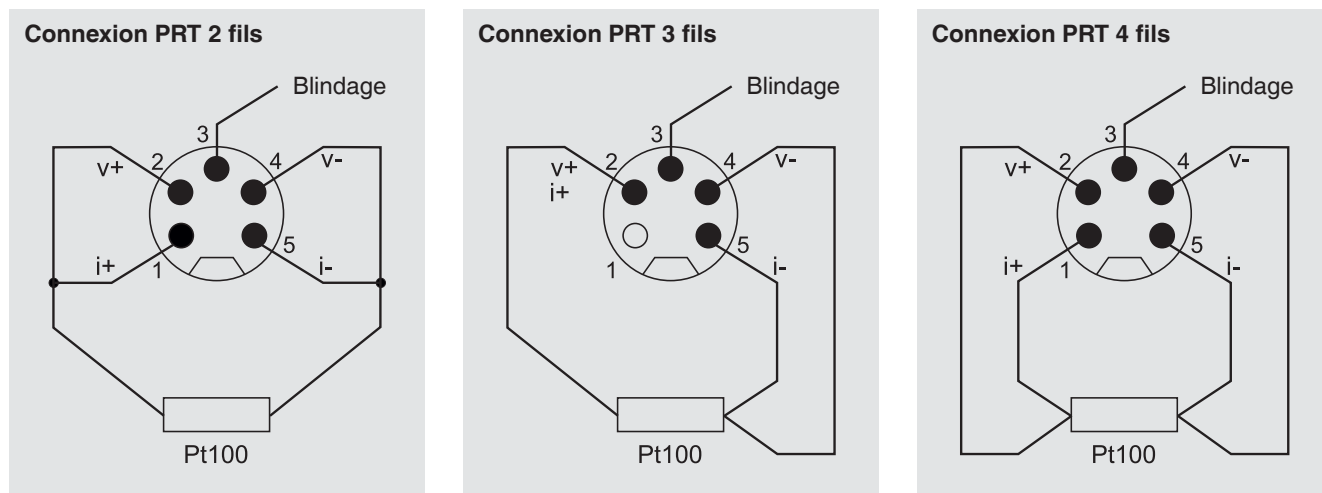 Connexion PRT 2 fils
Blindage
3
v+
2
4
v-
i+
1
5
i-
Pt100
Connexion PRT 3 fils
Blindage
3
v+
2
4
v-
i+
1
5
i-
Pt100
Connexion PRT 4 fils
Blindage
3
v+
2
4
v-
i+
1
5
i-
Pt100